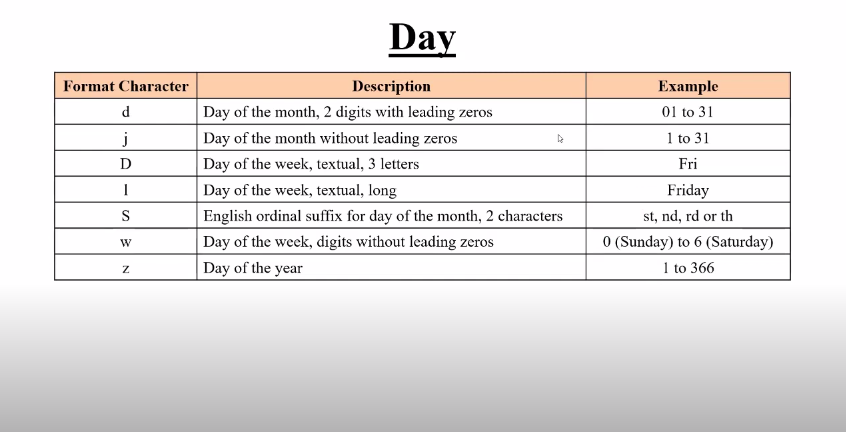 Day
Format Character Description Example
d Day of the month, 2 digits with leading zeros 01 to 31
j Day of the month without leading zeros 1 to 31
D Day of the week, textual, 3 letters Fri
l Day of the week, textual, long Friday
S English ordinal suffix for day of the month, 2 characters st, nd, rd or th
w Day of the week, digits without leading zeros 0 (Sunday) to 6 (Saturday)
z Day of the year 1 to 366